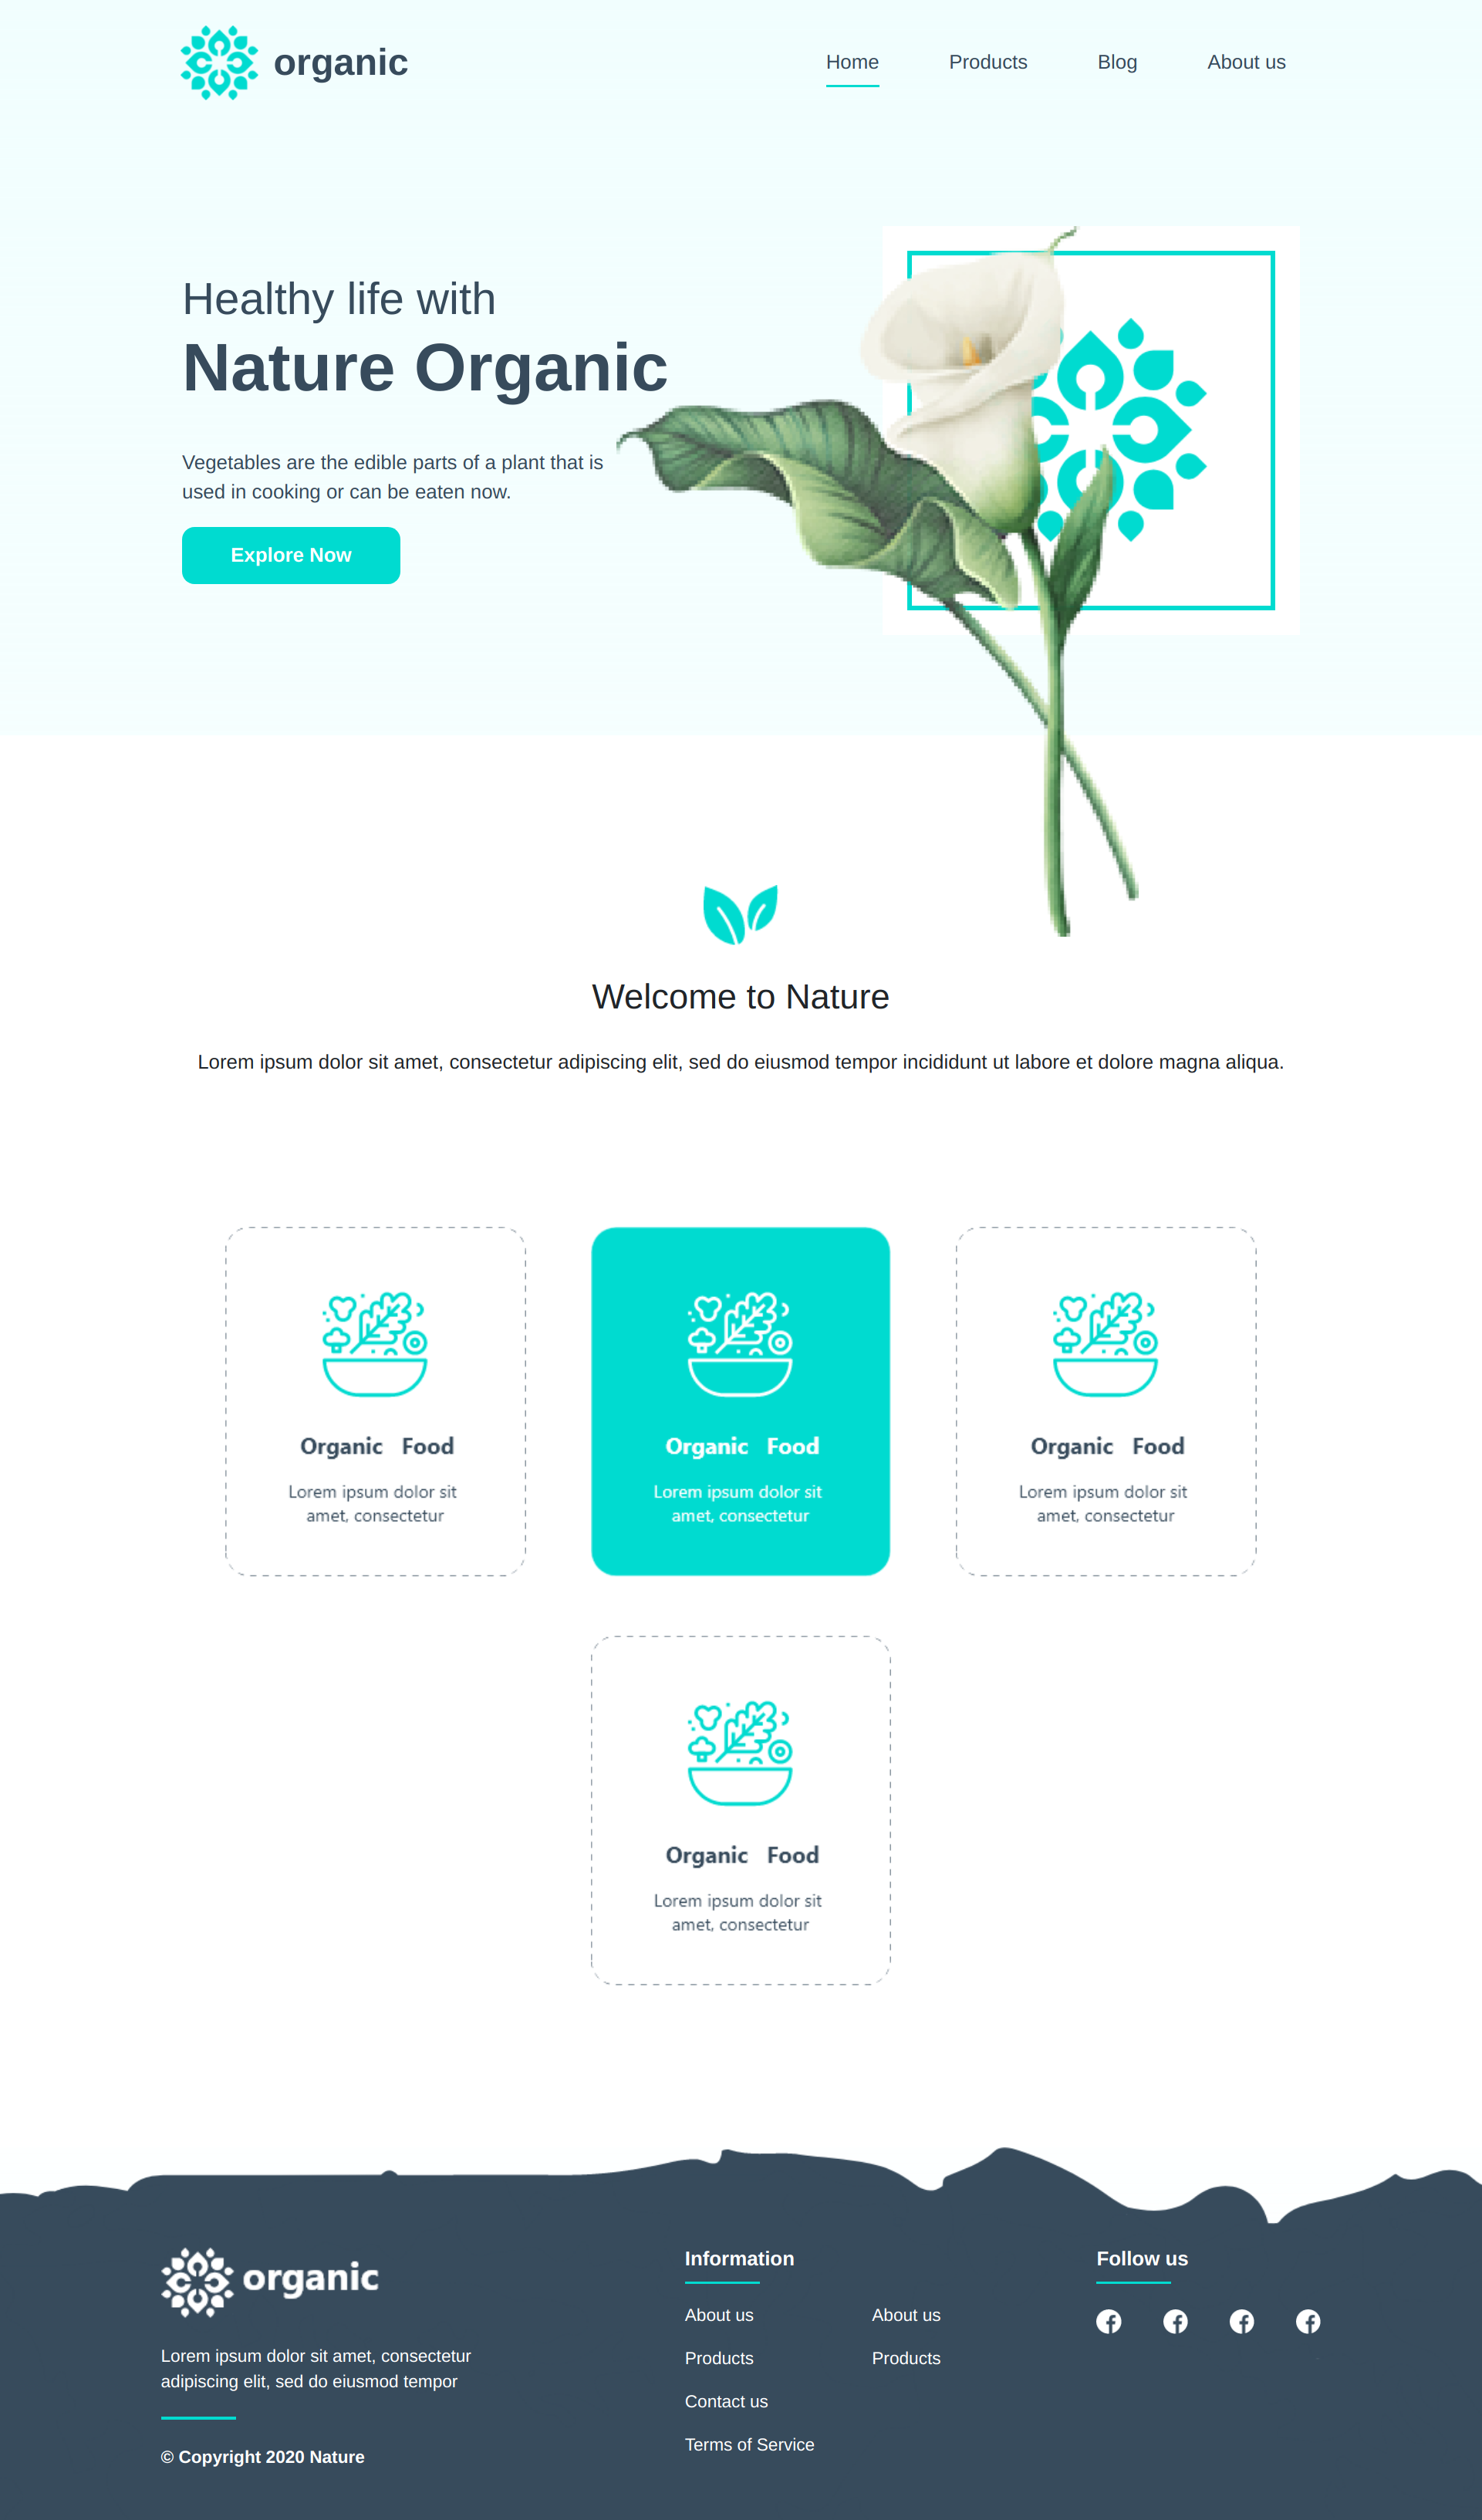 organic
Home
Products
Blog
About us
Healthy life with
Nature Organic
Vegetables are the edible parts of a plant that is
used in cooking or can be eaten now.
Explore Now
Welcome to Nature
Lorem ipsum dolor sit amet, consectetur adipiscing elit, sed do eiusmod tempor incididunt ut labore et dolore magna aliqua.
Organic Food
Lorem ipsum dolor sit
amet, consectetur
Organic Food
Lorem ipsum dolor sit
amet, consectetur
Organic Food
Lorem ipsum dolor sit
amet, consectetur
Organic Food
Lorem ipsum dolor sit
amet, consectetur
organic
Lorem ipsum dolor sit amet, consectetur
adipiscing elit, sed do eiusmod tempor
© Copyright 2020 Nature
Information
About us
Products
Contact us
Terms of Service
About us
Products
Follow us